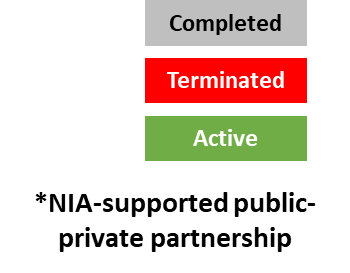 Completed
Terminated
Active
*NIA-supported public-
private partnership